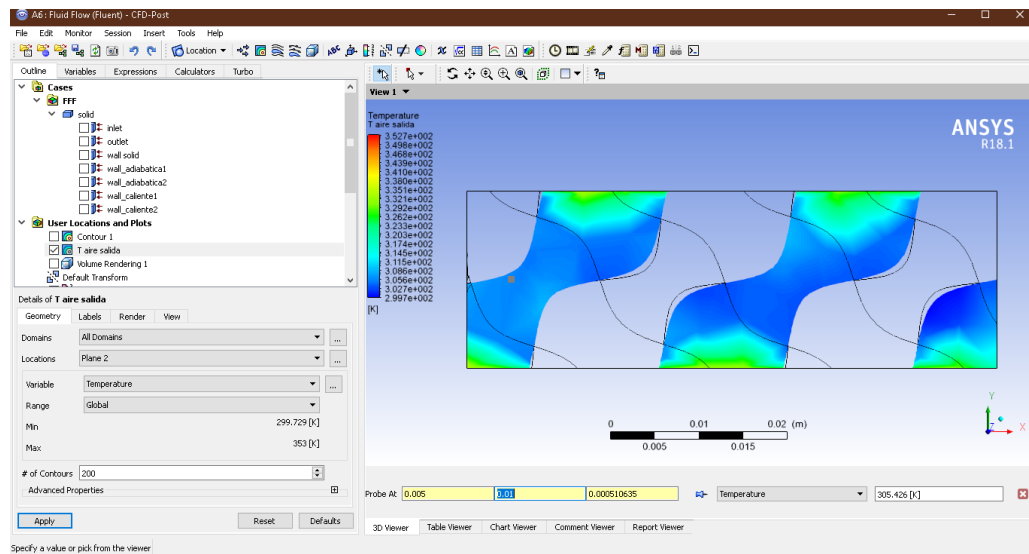 A6 : Fluid Flow (Fluent) - CFD-Post
File Edit Monitor Session Insert Tools Help
Location
Outline Variables Expressions Calculators Turbo
Cases
FFF
solid
inlet
outlet
wall solid
wall_adiabatica1
wall_adiabatica2
wall_caliente1
wall_caliente2
User Locations and Plots
Contour 1
T aire salida
Volume Rendering 1
Default Transform
Details of T aire salida
Geometry Labels Render View
Domains All Domains ...
Locations Plane 2 ...
Variable Temperature ...
Range Global
Min 299.729 [K]
Max 353 [K]
# of Contours 200
Advanced Properties
Apply Reset Defaults
Specify a value or pick from the viewer
View 1
Temperature
T aire salida
3.527e+002
3.498e+002
3.468e+002
3.439e+002
3.410e+002
3.380e+002
3.351e+002
3.321e+002
3.292e+002
3.262e+002
3.233e+002
3.203e+002
3.174e+002
3.145e+002
3.115e+002
3.086e+002
3.056e+002
3.027e+002
2.997e+002
[K]
ANSYS
R18.1
0 0.01 0.02 (m)
0.005 0.015
Y
Z X
Probe At 0.005 0.01 0.000510635 Temperature 305.426 [K]
3D Viewer Table Viewer Chart Viewer Comment Viewer Report Viewer